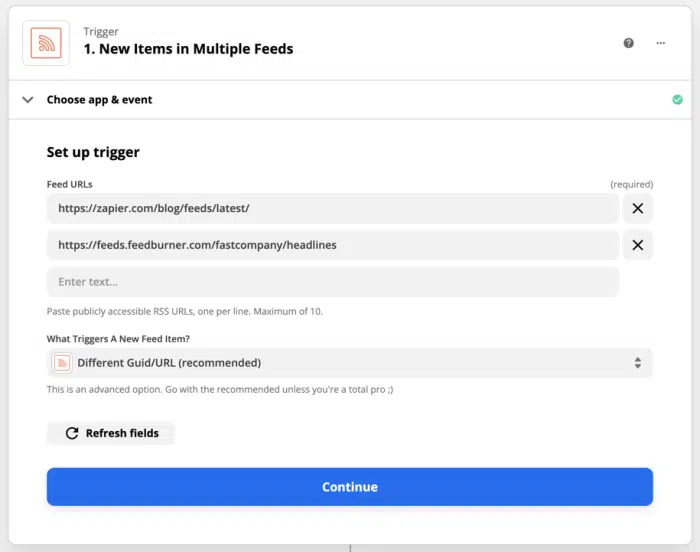 Trigger
1. New Items in Multiple Feeds
Choose app & event
Set up trigger
Feed URLs (required)
https://zapier.com/blog/feeds/latest/
https://feeds.feedburner.com/fastcompany/headlines
Enter text...
Paste publicly accessible RSS URLs, one per line. Maximum of 10.
What Triggers A New Feed Item?
Different Guid/URL (recommended)
This is an advanced option. Go with the recommended unless you're a total pro ;)
Refresh fields
Continue